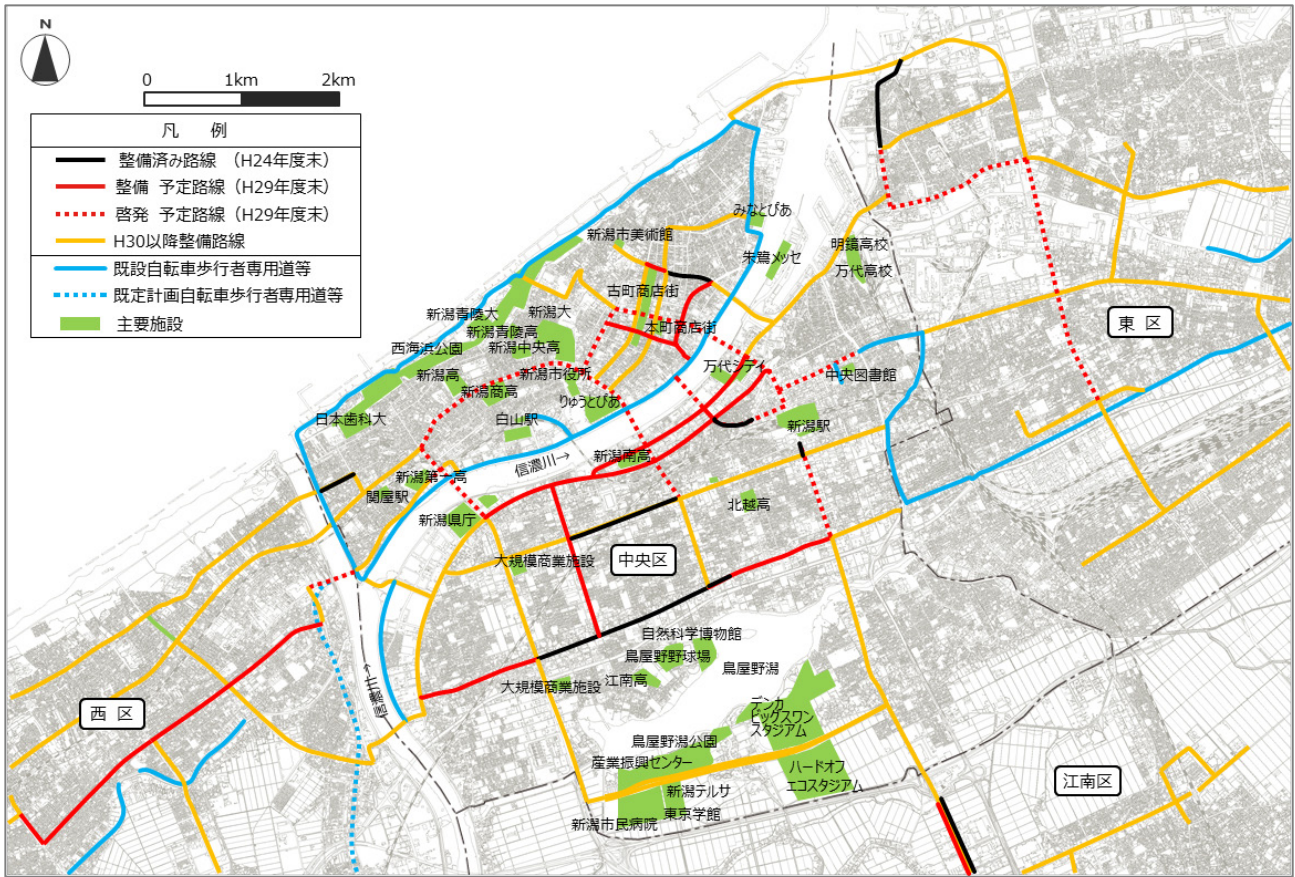 N
0 1km 2km
凡 例
整備済み路線 （H24年度末）
整備 予定路線（H29年度末）
啓発 予定路線（H29年度末）
H30以降整備路線
既設自転車歩行者専用道等
既定計画自転車歩行者専用道等
主要施設
みなとぴあ
新潟市美術館
明鏡高校
朱鷺メッセ
万代高校
古町商店街
新潟青陵大
新潟大
東 区
新潟青陵高
本町商店街
西海浜公園
新潟中央高
万代シテイ
新潟高
新潟市役所
中央図書館
新潟商高
りゅうとぴあ
日本歯科大
白山駅
新潟駅
信濃川→
新潟南高
新潟第一高
関屋駅
北越高
新潟県庁
大規模商業施設
中央区
自然科学博物館
鳥屋野野球場
鳥屋野潟
大規模商業施設
江南高
西 区
デンカ
ビッグスワン
スタジアム
鳥屋野潟公園
産業振興センター
ハードオフ
エコスタジアム
江南区
新潟テルサ
東京学館
新潟市民病院